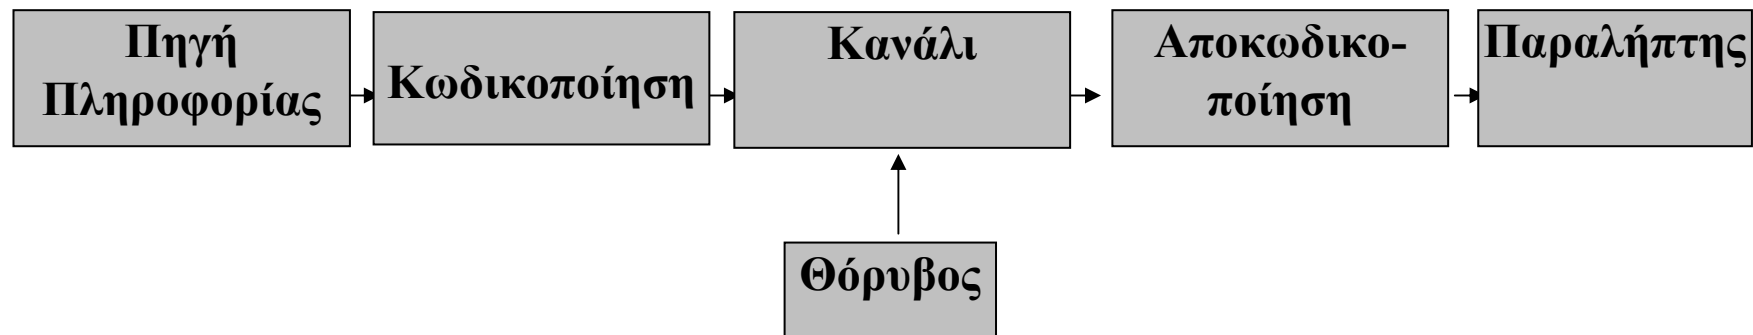 Πηγή
Πληροφορίας
Κωδικοποίηση
Κανάλι
Αποκωδικο-
ποίηση
Παραλήπτης
Θόρυβος